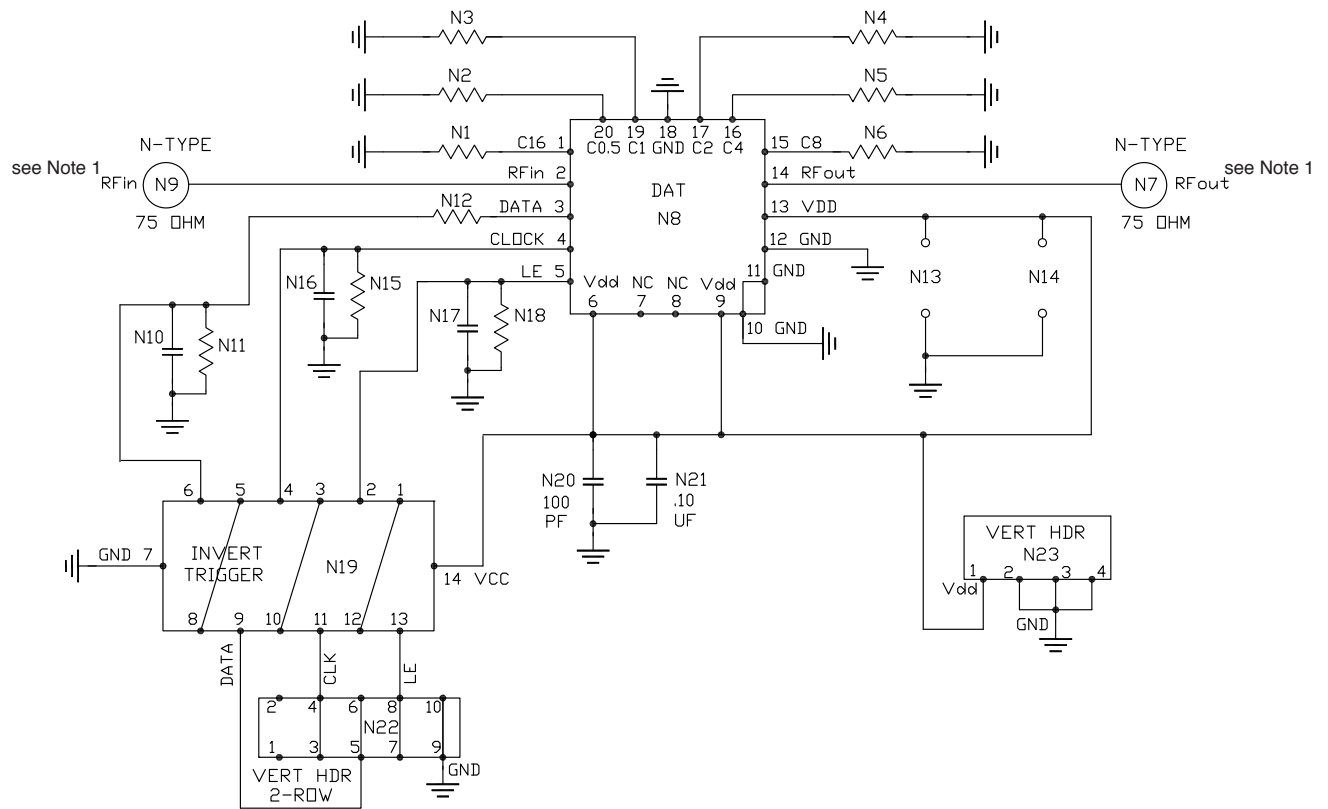 N3
N4
N2
N5
20 19 18 17 16
C0.5 C1 GND C2 C4
N1 C16 1
15 C8 N6
N-TYPE
see Note 1
RFin N9
75 OHM
RFin 2
14 RFout
N-TYPE
N7 RFout
see Note 1
75 OHM
DAT
N8
N12 DATA 3
13 VDD
CLOCK 4
12 GND
LE 5
11 GND
Vdd NC NC Vdd
6 7 8 9
10 GND
N16 N15
N17 N18
N10 N11
N13 N14
N20
100
PF
N21
.10
UF
6 5 4 3 2 1
GND 7
INVERT
TRIGGER
N19
14 VCC
8 9 10 11 12 13
DATA
CLK
LE
VERT HDR
N23
1 2 3 4
Vdd
GND
2 4 6 8 10
N22
1 3 5 7 9
GND
VERT HDR
2-ROW